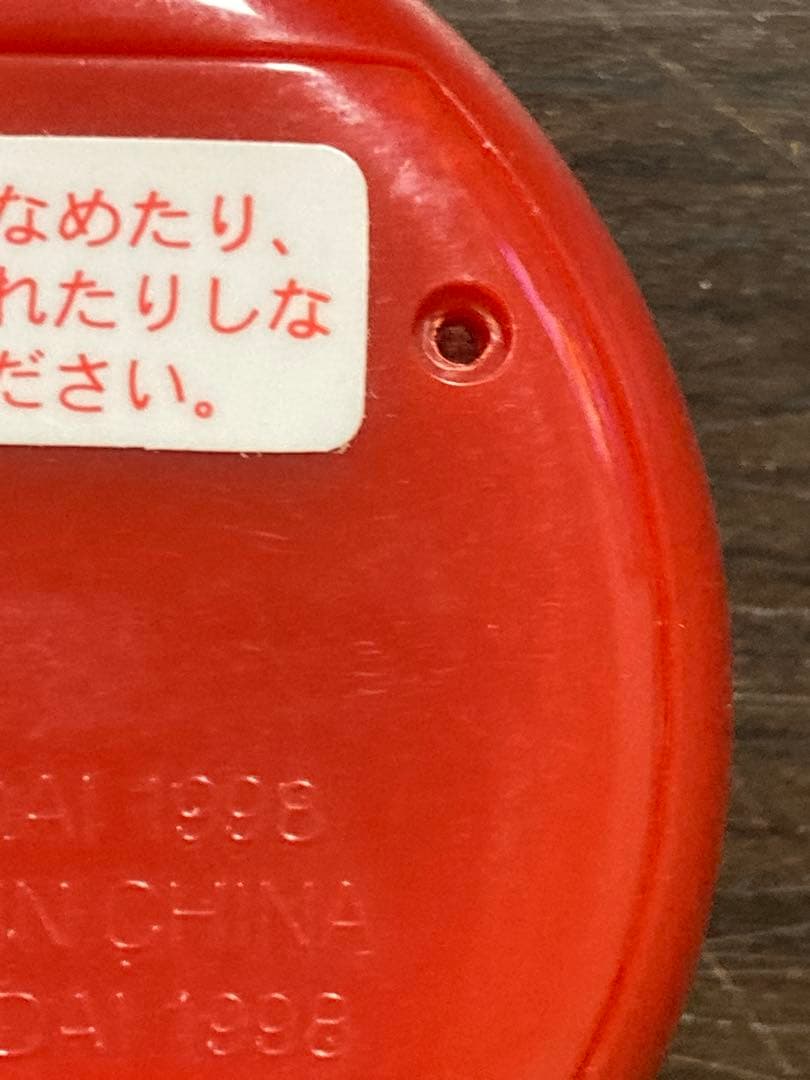 なめたり、
れたりしな
ださい。
DAI 1998
IN CHINA
DAI 1998